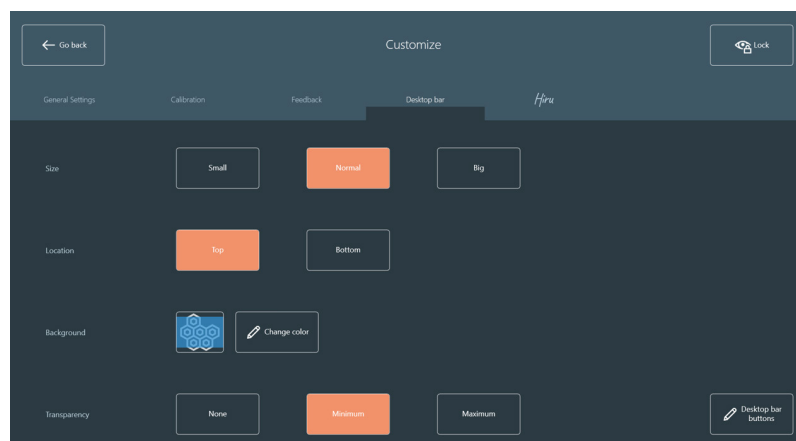 Go back
Customize
Lock
General Settings
Calibration
Feedback
Desktop bar
Hiru
Size
Small
Normal
Big
Location
Top
Bottom
Background
Change color
Transparency
None
Minimum
Maximum
Desktop bar
buttons